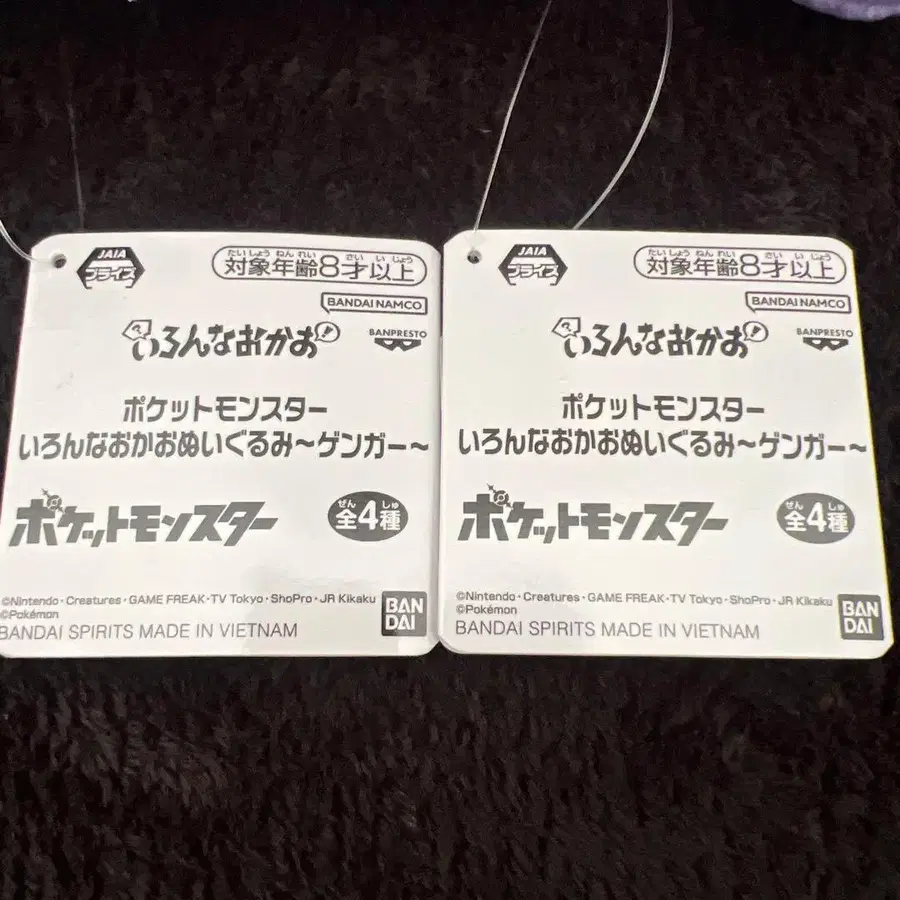 JAIA
プライズ
たいしょうねんれい さい い じょう
対象年齢8才以上
BANDAI NAMCO
?いろんなおかお!
BANPRESTO
ポケットモンスター
いろんなおかおぬいぐるみ〜ゲンガー〜
ポケットモンスター
ぜん しゅ
全4種
©Nintendo・Creatures・GAME FREAK・TV Tokyo・ShoPro・JR Kikaku
©Pokémon
BANDAI SPIRITS MADE IN VIETNAM
BAN
DAI
JAIA
プライズ
たいしょうねんれい さい い じょう
対象年齢8才以上
BANDAI NAMCO
?いろんなおかお!
BANPRESTO
ポケットモンスター
いろんなおかおぬいぐるみ〜ゲンガー〜
ポケットモンスター
ぜん しゅ
全4種
©Nintendo・Creatures・GAME FREAK・TV Tokyo・ShoPro・JR Kikaku
©Pokémon
BANDAI SPIRITS MADE IN VIETNAM
BAN
DAI